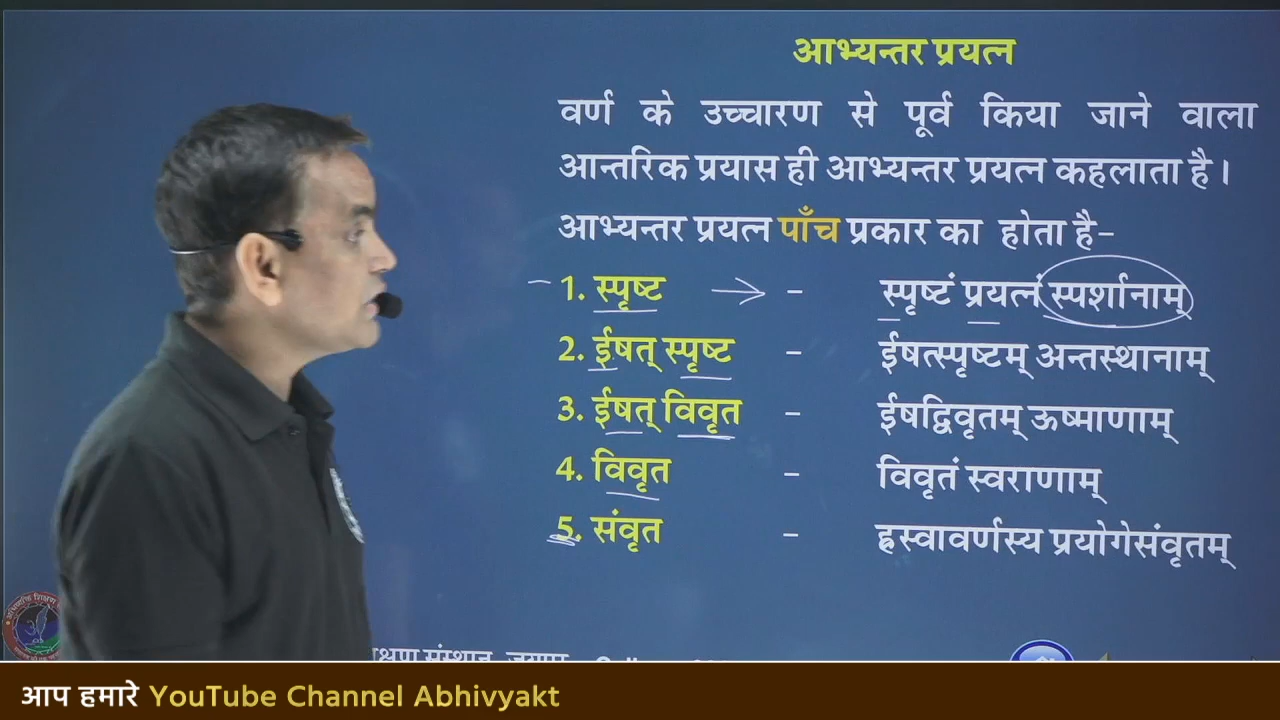 आभ्यन्तर प्रयत्न
वर्ण के उच्चारण से पूर्व किया जाने वाला
आन्तरिक प्रयास ही आभ्यन्तर प्रयत्न कहलाता है।
आभ्यन्तर प्रयत्न पाँच प्रकार का होता है-
1. स्पृष्ट - स्पृष्टं प्रयत्नं स्पर्शानाम्
2. ईषत् स्पृष्ट - ईषत्स्पृष्टम् अन्तस्थानाम्
3. ईषत् विवृत - ईषद्विवृतम् ऊष्माणाम्
4. विवृत - विवृतं स्वराणाम्
5. संवृत - ह्रस्वावर्णस्य प्रयोगेसंवृतम्
आप हमारे YouTube Channel Abhivyakt